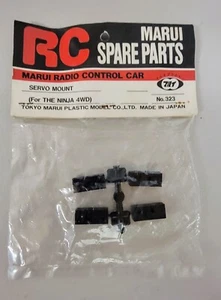 RC
MARUI
SPARE PARTS
MARUI RADIO CONTROL CAR
SERVO MOUNT
(For THE NINJA 4WD)
No.323
TOKYO MARUI PLASTIC MODEL CO.,LTD. MADE IN JAPAN